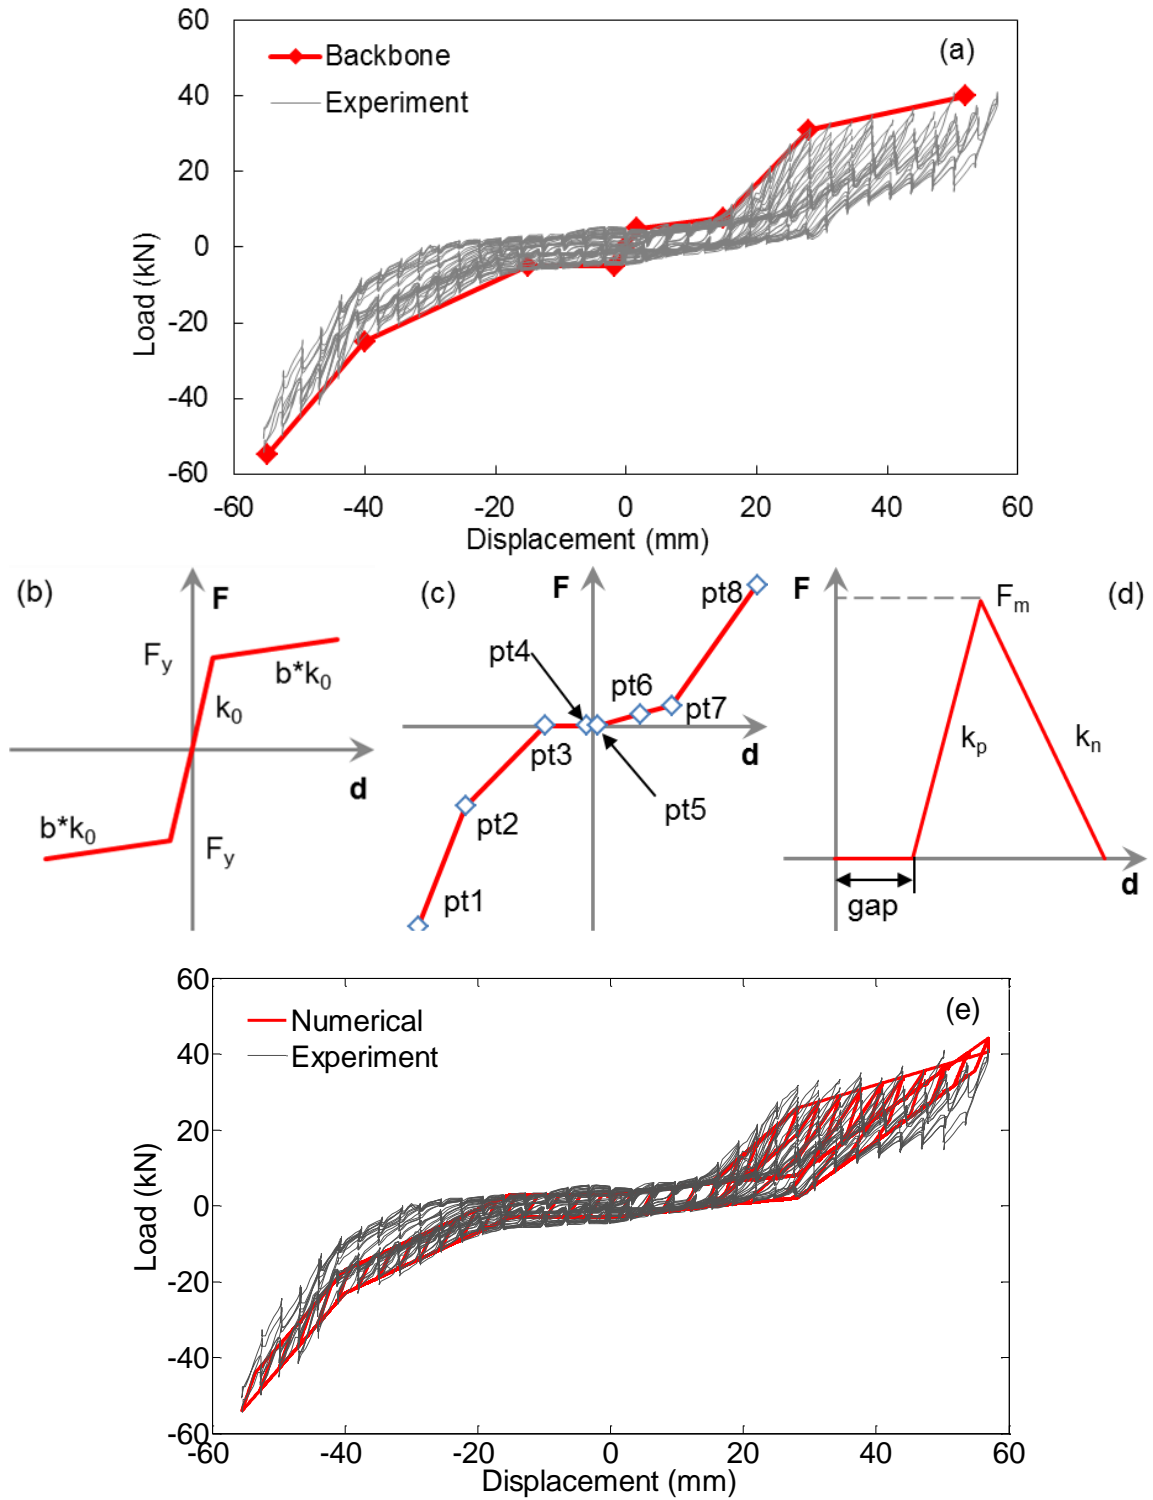 60
40
20
0
-20
-40
-60
-60 -40 -20 0 20 40 60
Load (kN)
Displacement (mm)
Backbone
Experiment
(a)
(b)
F
Fy
k0
b*k0
d
b*k0
Fy
(c)
F
pt8
pt4
pt6
pt7
pt3
d
pt5
pt2
pt1
F
Fm
(d)
kp
kn
d
gap
60
40
20
0
-20
-40
-60
-60 -40 -20 0 20 40 60
Load (kN)
Displacement (mm)
Numerical
Experiment
(e)